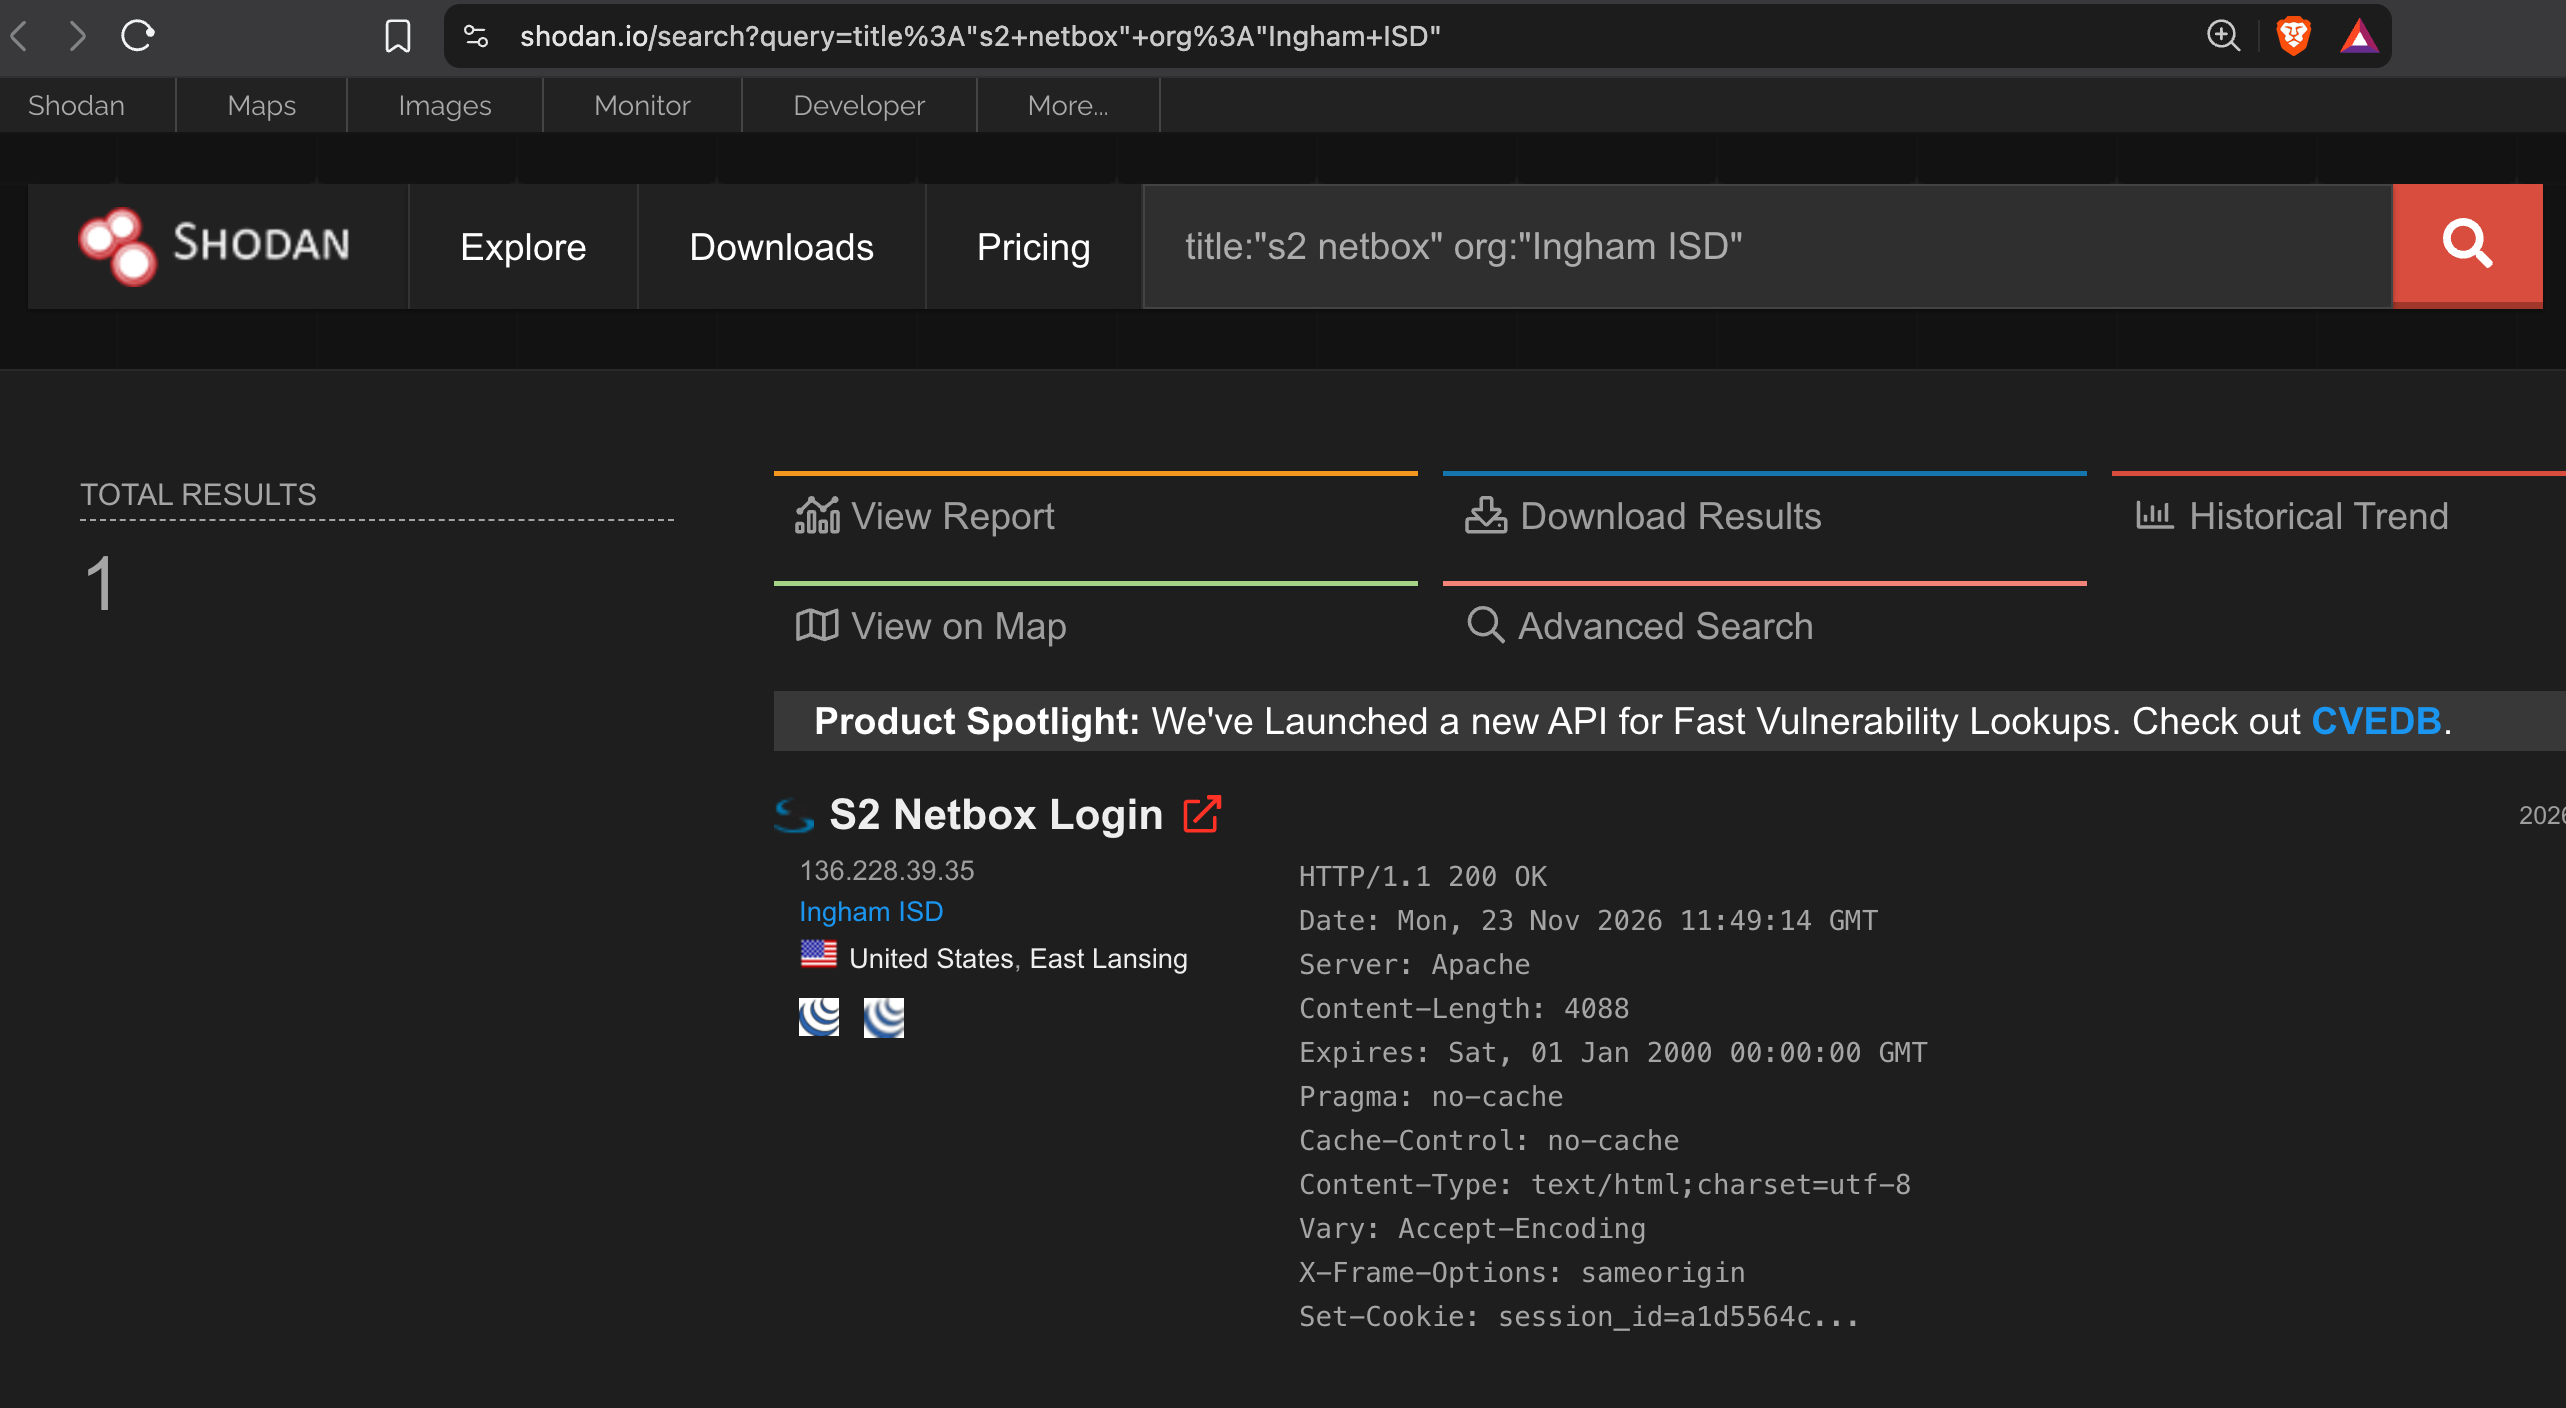 shodan.io/search?query=title%3A"s2+netbox"+org%3A"Ingham+ISD"
Shodan
Maps
Images
Monitor
Developer
More...
SHODAN
Explore
Downloads
Pricing
title:"s2 netbox" org:"Ingham ISD"
TOTAL RESULTS
1
View Report
Download Results
Historical Trend
View on Map
Advanced Search
Product Spotlight: We've Launched a new API for Fast Vulnerability Lookups. Check out CVEDB.
S2 Netbox Login
2026
136.228.39.35
Ingham ISD
United States, East Lansing
HTTP/1.1 200 OK
Date: Mon, 23 Nov 2026 11:49:14 GMT
Server: Apache
Content-Length: 4088
Expires: Sat, 01 Jan 2000 00:00:00 GMT
Pragma: no-cache
Cache-Control: no-cache
Content-Type: text/html;charset=utf-8
Vary: Accept-Encoding
X-Frame-Options: sameorigin
Set-Cookie: session_id=a1d5564c...